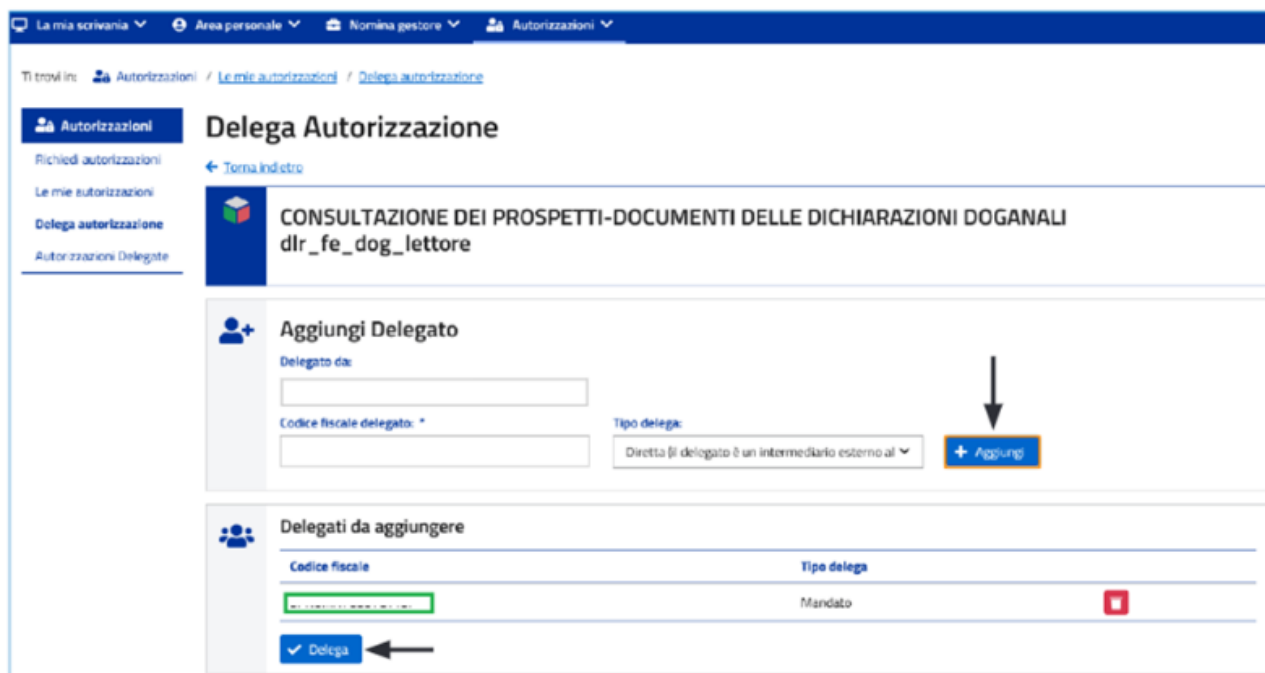 La mia scrivania Area personale Nomina gestore Autorizzazioni
Ti trovi in: Autorizzazioni / Le mie autorizzazioni / Delega autorizzazione
Autorizzazioni
Richiedi autorizzazioni
Le mie autorizzazioni
Delega autorizzazione
Autorizzazioni Delegate
Delega Autorizzazione
Torna indietro
CONSULTAZIONE DEI PROSPETTI-DOCUMENTI DELLE DICHIARAZIONI DOGANALI
dlr_fe_dog_lettore
Aggiungi Delegato
Delegato da:
Codice fiscale delegato: * Tipo delega:
Diretta (il delegato è un intermediario esterno al
+ Aggiungi
Delegati da aggiungere
Codice fiscale Tipo delega
Mandato
Delega